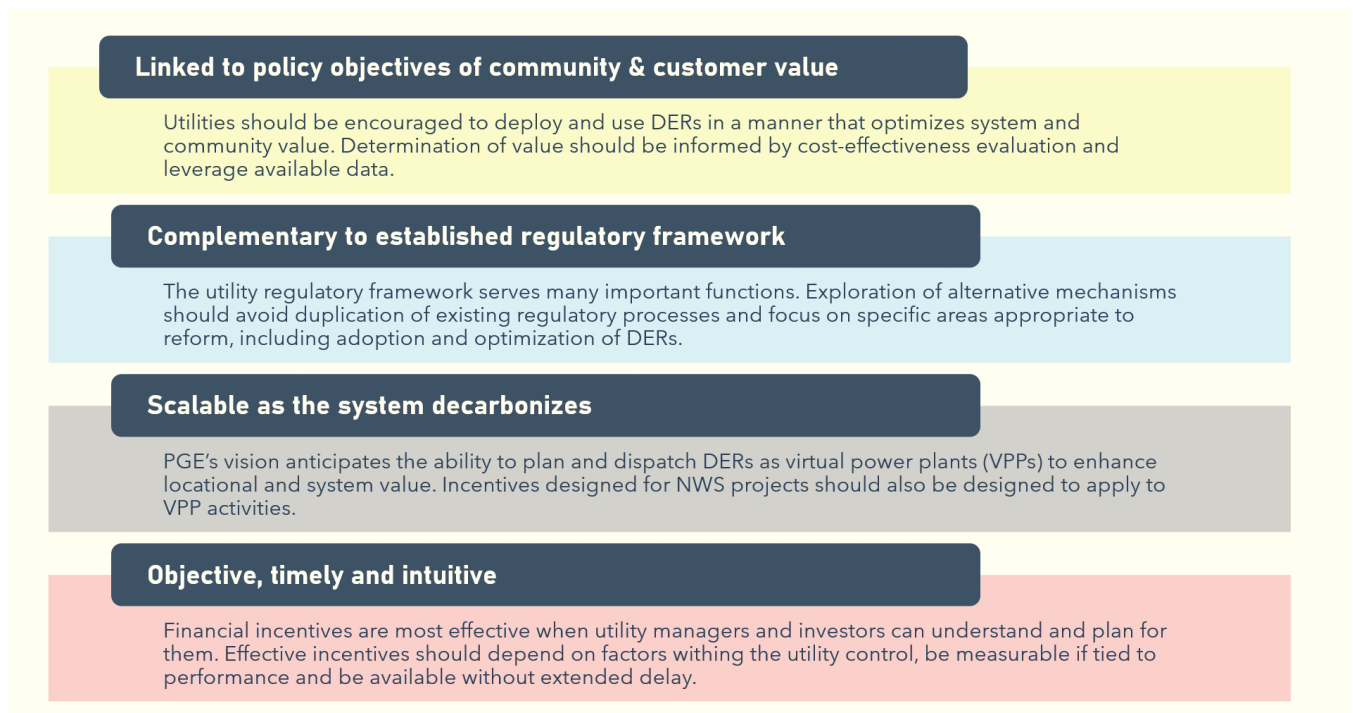 Linked to policy objectives of community & customer value
Utilities should be encouraged to deploy and use DERs in a manner that optimizes system and
community value. Determination of value should be informed by cost-effectiveness evaluation and
leverage available data.
Complementary to established regulatory framework
The utility regulatory framework serves many important functions. Exploration of alternative mechanisms
should avoid duplication of existing regulatory processes and focus on specific areas appropriate to
reform, including adoption and optimization of DERs.
Scalable as the system decarbonizes
PGE’s vision anticipates the ability to plan and dispatch DERs as virtual power plants (VPPs) to enhance
locational and system value. Incentives designed for NWS projects should also be designed to apply to
VPP activities.
Objective, timely and intuitive
Financial incentives are most effective when utility managers and investors can understand and plan for
them. Effective incentives should depend on factors withing the utility control, be measurable if tied to
performance and be available without extended delay.